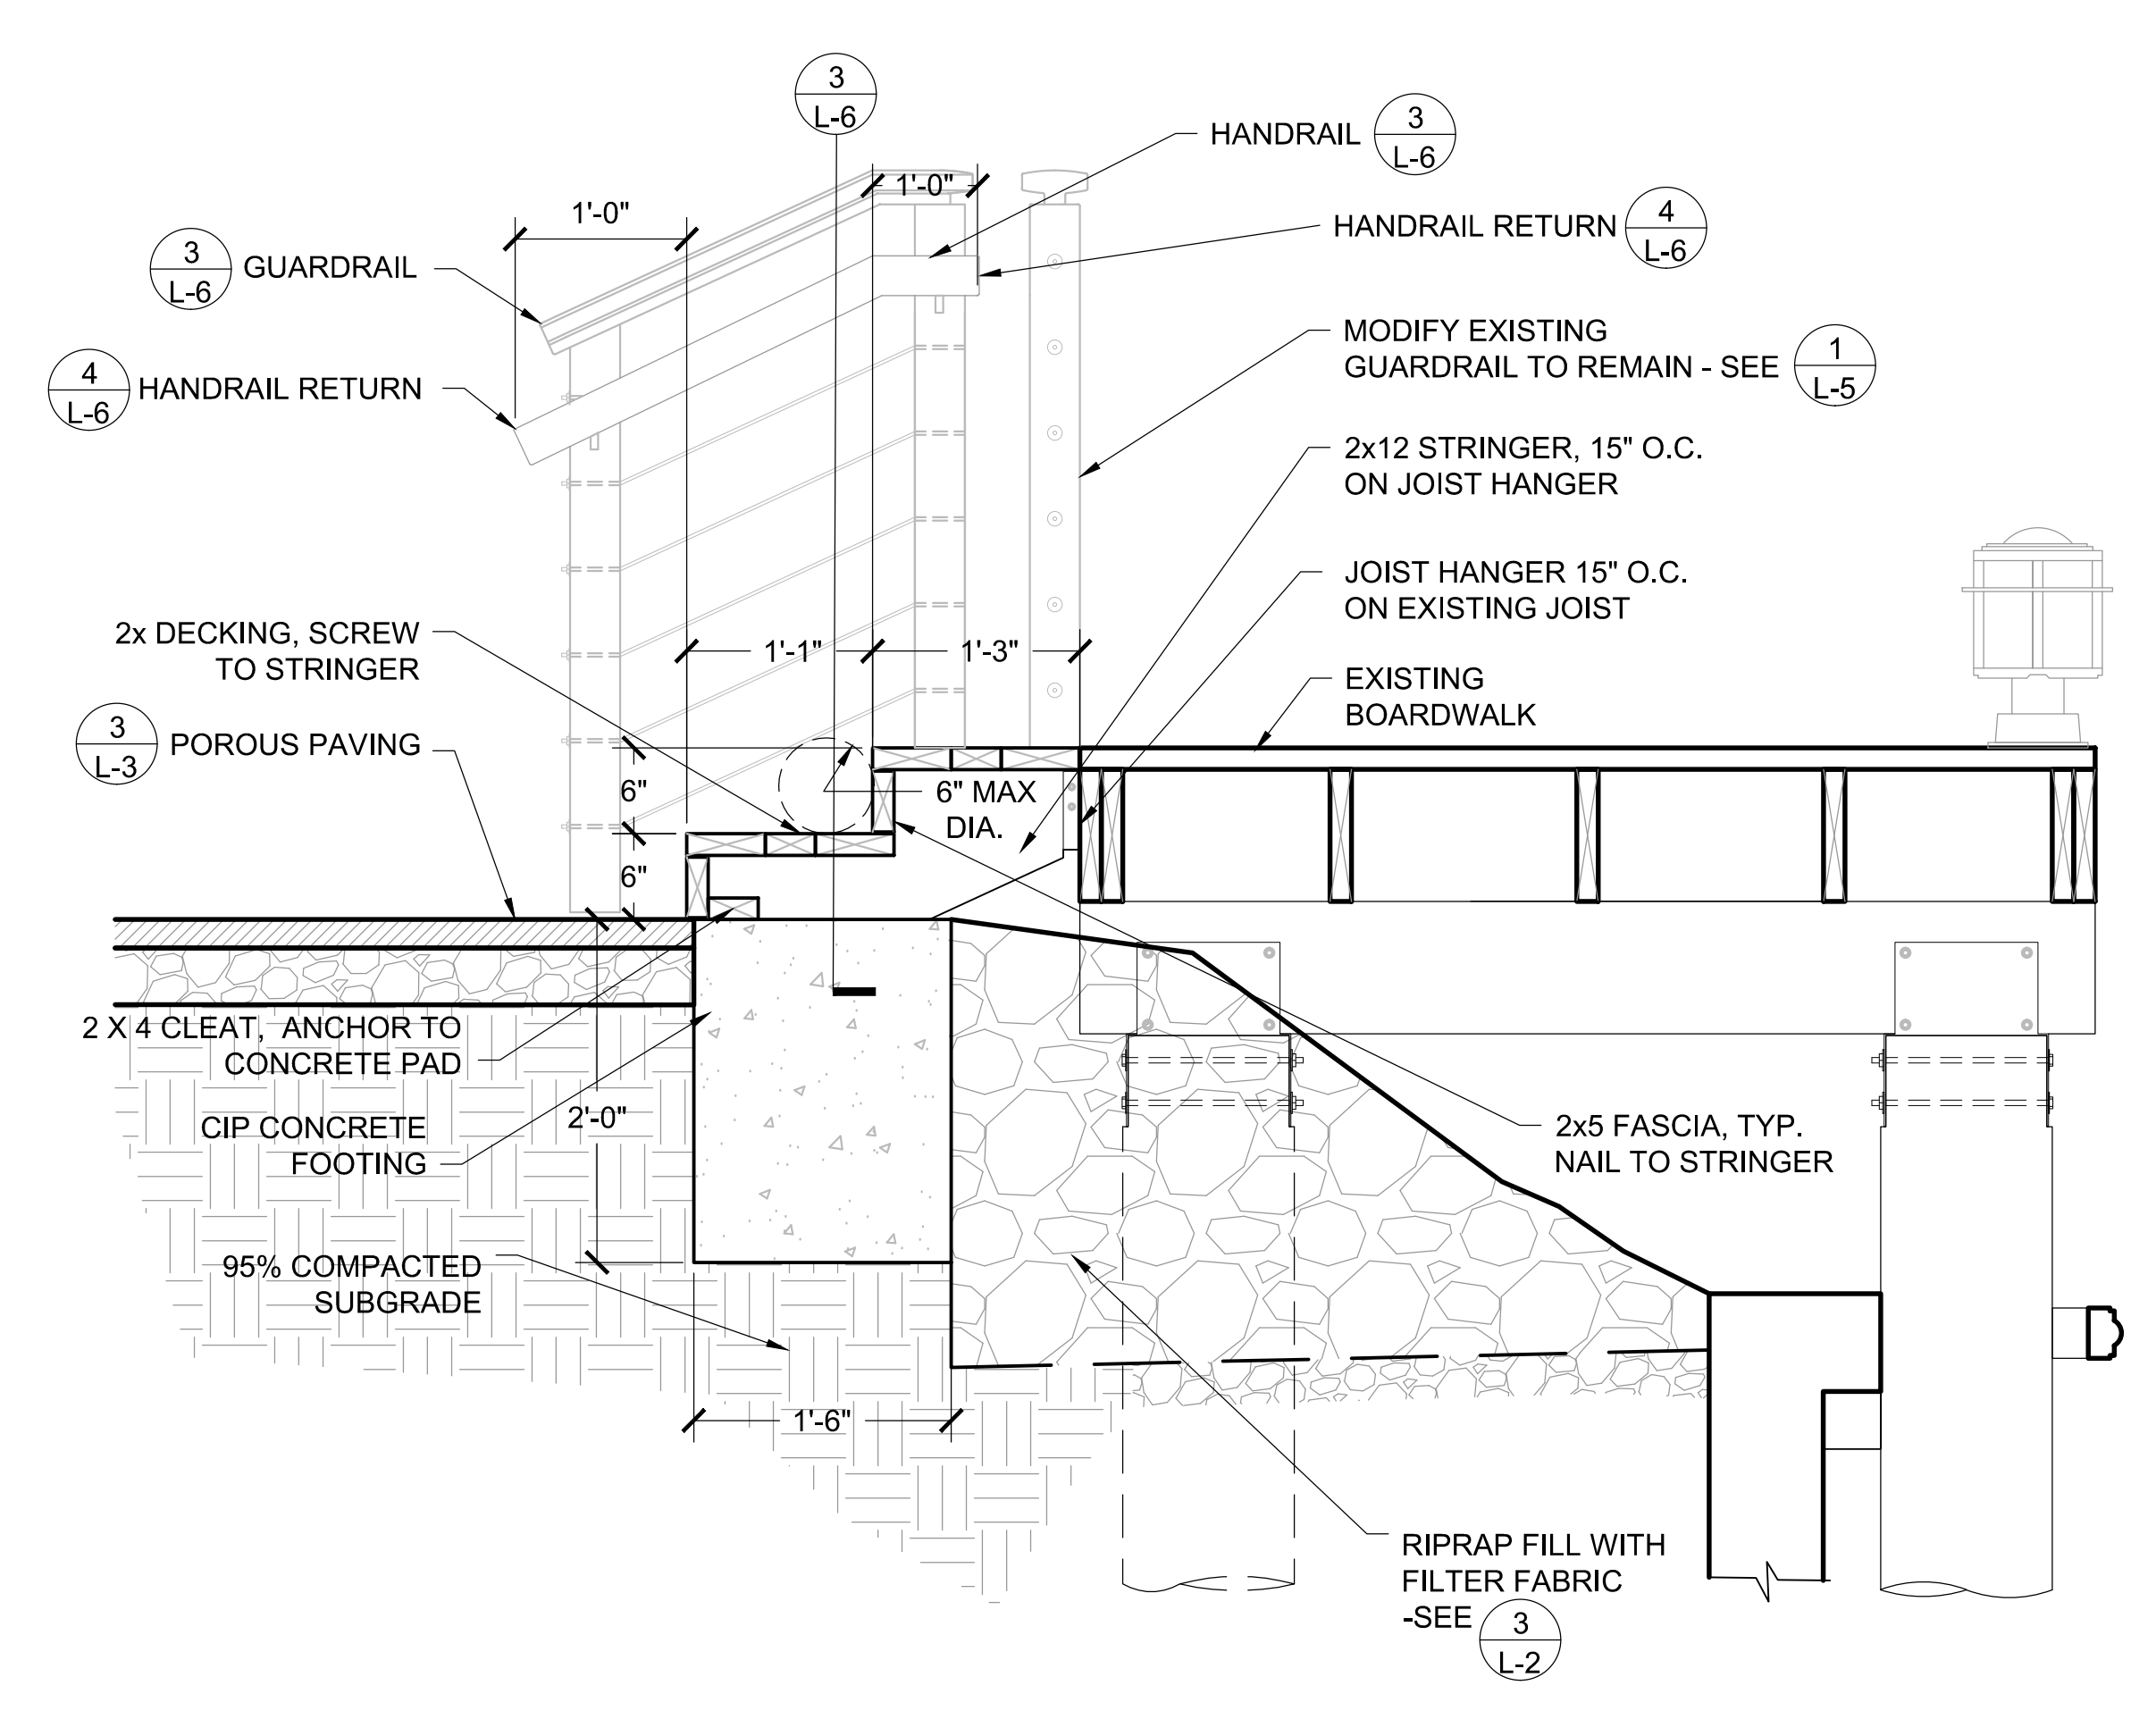 3
L-6
HANDRAIL
3
L-6
1'-0"
1'-0"
HANDRAIL RETURN
4
L-6
3
L-6
GUARDRAIL
MODIFY EXISTING
GUARDRAIL TO REMAIN - SEE
1
L-5
4
L-6
HANDRAIL RETURN
2x12 STRINGER, 15" O.C.
ON JOIST HANGER
JOIST HANGER 15" O.C.
ON EXISTING JOIST
2x DECKING, SCREW
TO STRINGER
1'-1"
1'-3"
EXISTING
BOARDWALK
3
L-3
POROUS PAVING
6"
6" MAX
DIA.
6"
2 X 4 CLEAT, ANCHOR TO
CONCRETE PAD
2'-0"
CIP CONCRETE
FOOTING
2x5 FASCIA, TYP.
NAIL TO STRINGER
95% COMPACTED
SUBGRADE
1'-6"
RIPRAP FILL WITH
FILTER FABRIC
-SEE
3
L-2